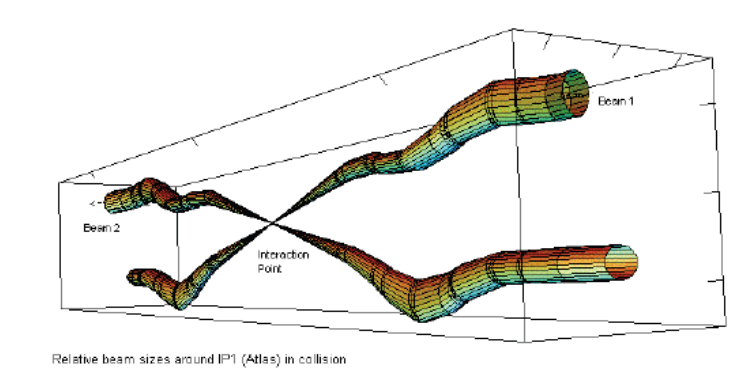 Beam 1
Beam 2
Interaction
Point
Relative beam sizes around IP1 (Atlas) in collision